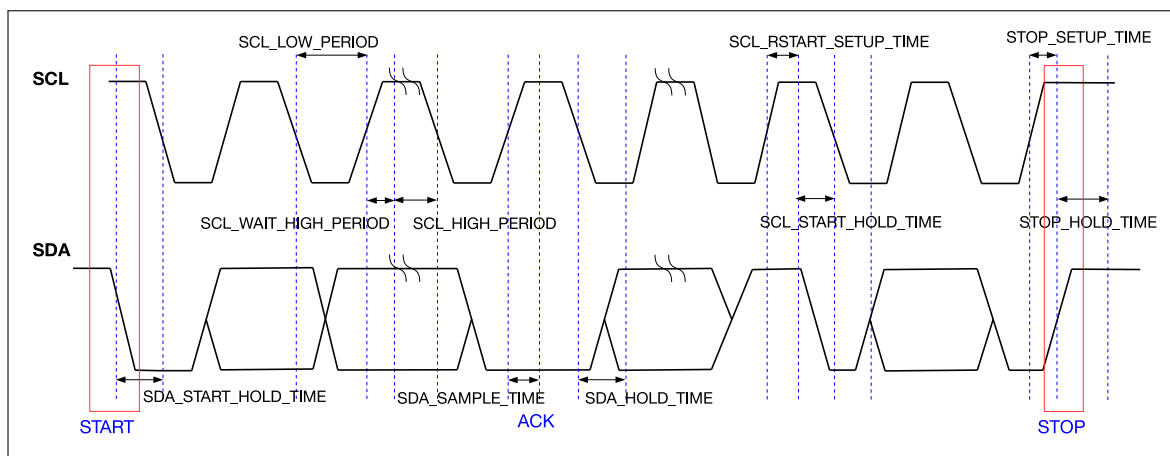 SCL_LOW_PERIOD
SCL_RSTART_SETUP_TIME
STOP_SETUP_TIME
SCL
SCL_WAIT_HIGH_PERIOD
SCL_HIGH_PERIOD
SCL_START_HOLD_TIME
STOP_HOLD_TIME
SDA
SDA_START_HOLD_TIME
SDA_SAMPLE_TIME
SDA_HOLD_TIME
START
ACK
STOP